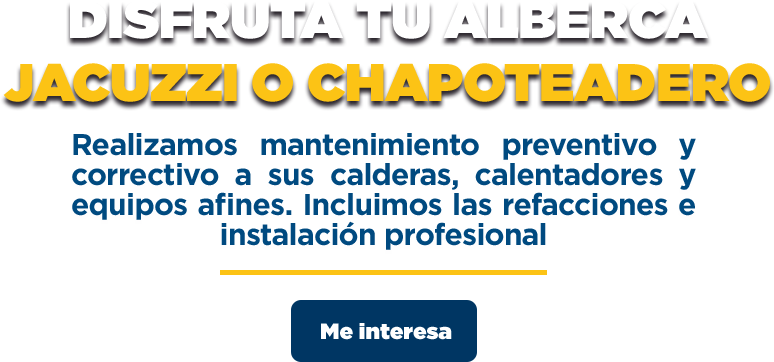 DISFRUTA TU ALBERCA
JACUZZI O CHAPOTEADERO
Realizamos mantenimiento preventivo y
correctivo a sus calderas, calentadores y
equipos afines. Incluimos las refacciones e
instalación profesional
Me interesa